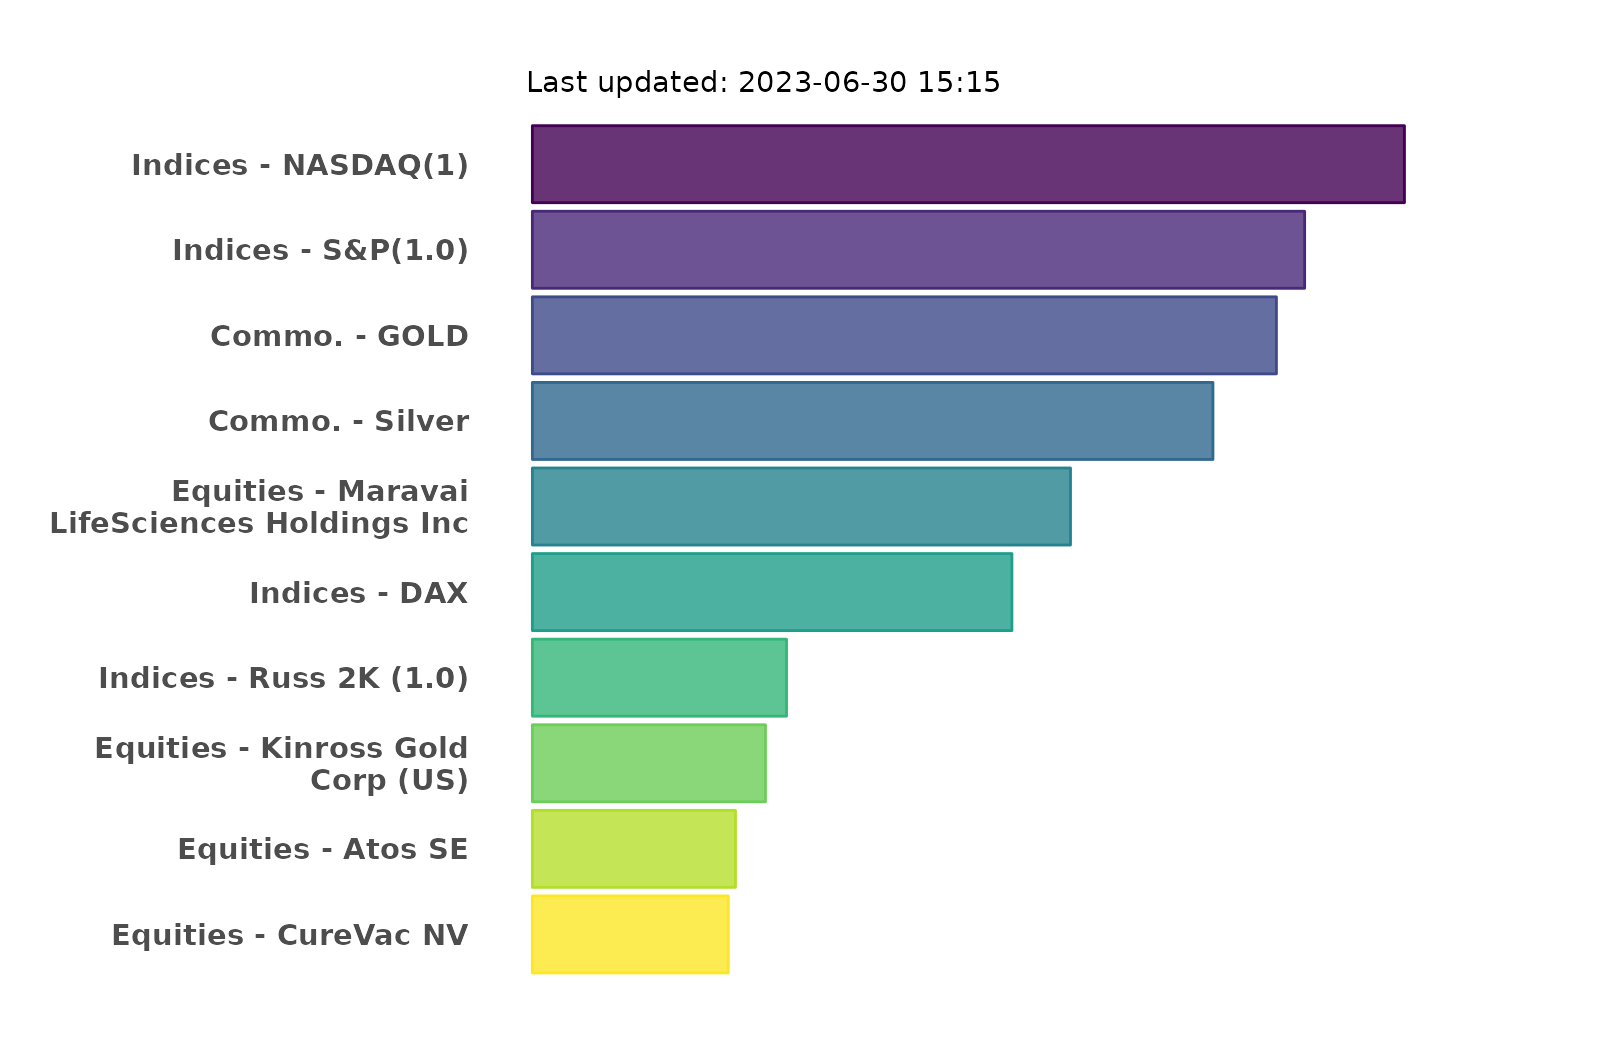 Last updated: 2023-06-30 15:15
Indices - NASDAQ(1)
Indices - S&P(1.0)
Commo. - GOLD
Commo. - Silver
Equities - Maravai
LifeSciences Holdings Inc
Indices - DAX
Indices - Russ 2K (1.0)
Equities - Kinross Gold
Corp (US)
Equities - Atos SE
Equities - CureVac NV